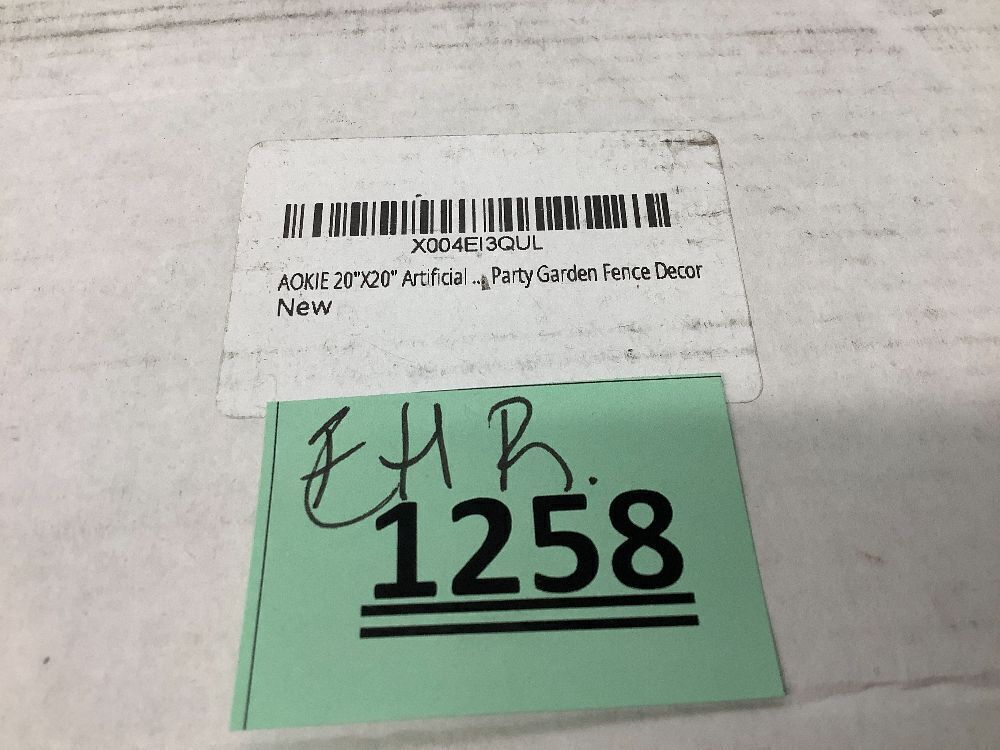 X004EI3QUL
AOKIE 20"X20" Artificial ... Party Garden Fence Decor
New
EHR.
1258